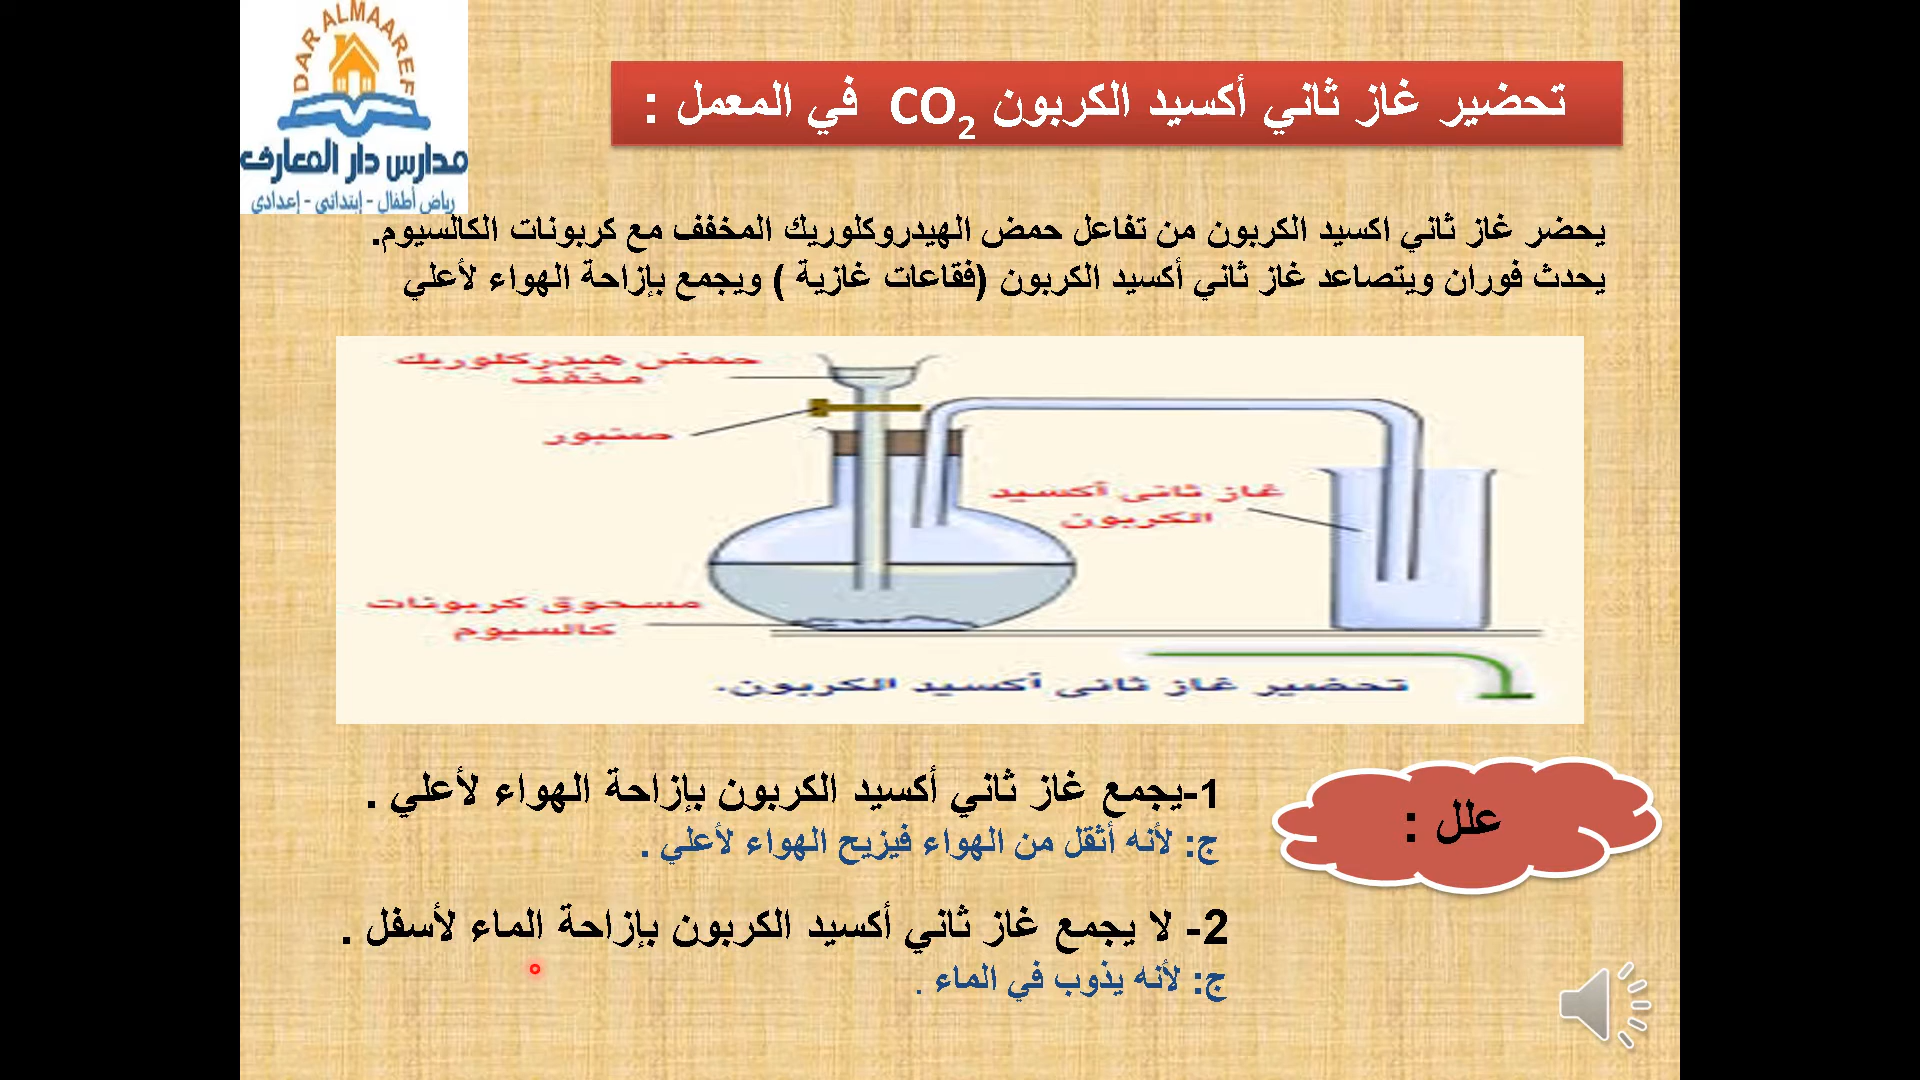 DAR ALMAAREF
مدارس دار المعارف
رياض أطفال - إبتدائي - إعدادي
تحضير غاز ثاني أكسيد الكربون CO₂ في المعمل :
يحضر غاز ثاني اكسيد الكربون من تفاعل حمض الهيدروكلوريك المخفف مع كربونات الكالسيوم.
يحدث فوران ويتصاعد غاز ثاني أكسيد الكربون (فقاعات غازية ) ويجمع بإزاحة الهواء لأعلي
حمض هيدركلوريك
مخفف
صنبور
غاز ثانى أكسيد
الكربون
مسحوق كربونات
كالسيوم
تحضير غاز ثانى أكسيد الكربون.
علل :
1-يجمع غاز ثاني أكسيد الكربون بإزاحة الهواء لأعلي .
ج: لأنه أثقل من الهواء فيزيح الهواء لأعلي .
2- لا يجمع غاز ثاني أكسيد الكربون بإزاحة الماء لأسفل .
ج: لأنه يذوب في الماء .